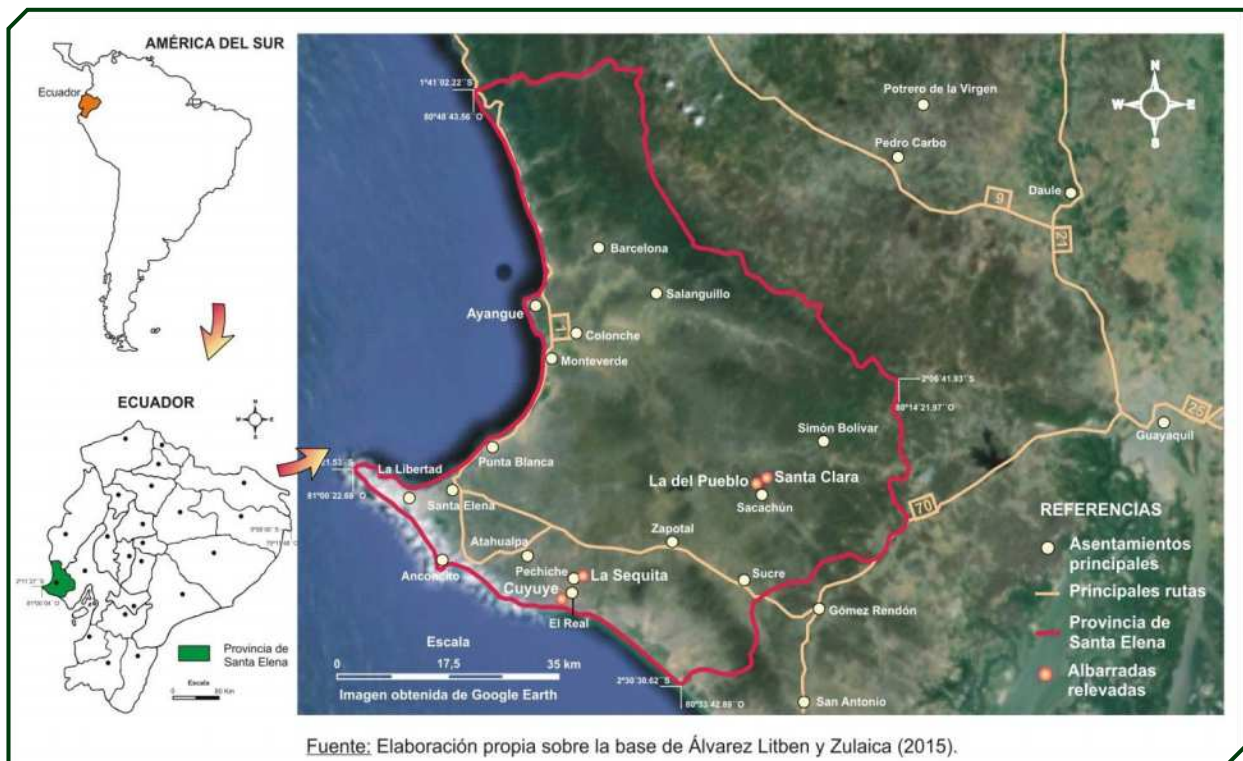 AMÉRICA DEL SUR
Ecuador
ECUADOR
Provincia de
Santa Elena
Escala
1°41´02.22´´S
80°48´43.56´´O
Potrero de la Virgen
Pedro Carbo
Daule
9
21
N
W
E
S
Barcelona
Salanguillo
Ayangue
11
Colonche
Monteverde
2°06´41.93´´S
80°14´21.97´´O
25
Guayaquil
Simón Bolivar
Punta Blanca
La Libertad
81°00´22.69´´O
Santa Elena
La del Pueblo
Santa Clara
Sacachún
70
Zapotal
Atahualpa
Anconcito
Pechiche
La Sequita
Cuyuye
El Real
Sucre
Gómez Rendón
San Antonio
Escala
0
17,5
35 km
Imagen obtenida de Google Earth
2°30´30.62´´S
80°33´42.89´´O
REFERENCIAS
Asentamientos
principales
Principales rutas
Provincia de
Santa Elena
Albarradas
relevadas
Fuente: Elaboración propia sobre la base de Álvarez Litben y Zulaica (2015).